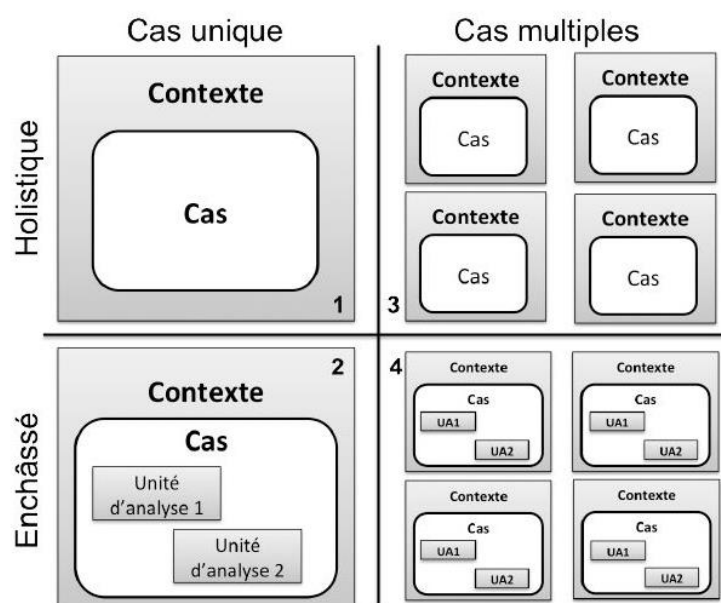 Cas unique
Cas multiples
Holistique
Contexte
Cas
1
Contexte
Cas
Contexte
Cas
Contexte
Cas
Contexte
Cas
3
Enchâssé
2
Contexte
Cas
Unité
d'analyse 1
Unité
d'analyse 2
4
Contexte
Cas
UA1
UA2
Contexte
Cas
UA1
UA2
Contexte
Cas
UA1
UA2
Contexte
Cas
UA1
UA2